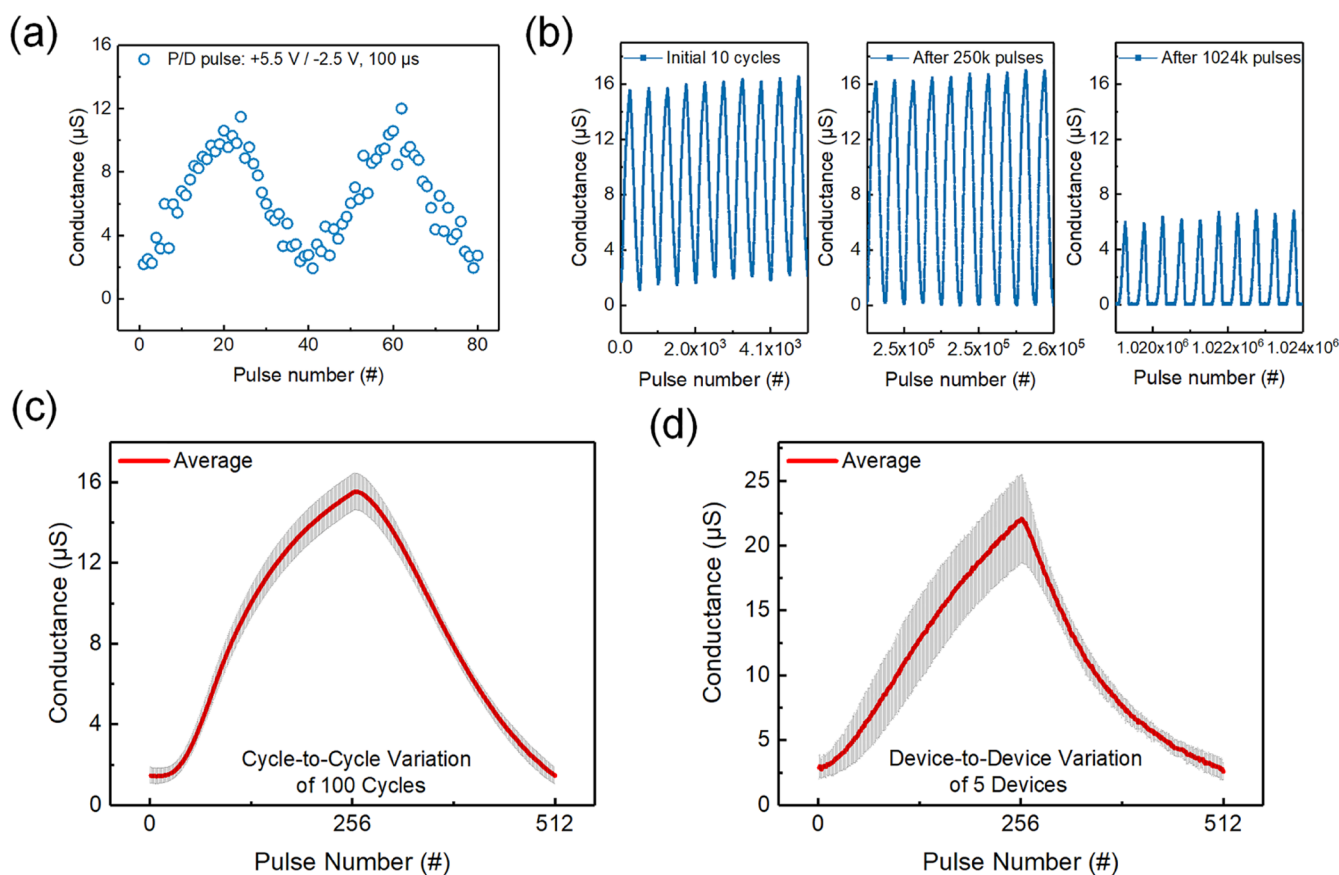 (a)
16
12
8
4
0
Conductance (µS)
P/D pulse: +5.5 V / -2.5 V, 100 µs
0 20 40 60 80
Pulse number (#)
(b)
16
12
8
4
0
Conductance (µS)
Initial 10 cycles
0.0 2.0x10³ 4.1x10³
Pulse number (#)
16
12
8
4
0
Conductance (µS)
After 250k pulses
2.5x10⁵ 2.5x10⁵ 2.6x10⁵
Pulse number (#)
16
12
8
4
0
Conductance (µS)
After 1024k pulses
1.020x10⁶ 1.022x10⁶ 1.024x10⁶
Pulse number (#)
(c)
16
12
8
4
0
Conductance (µS)
Average
Cycle-to-Cycle Variation
of 100 Cycles
0 256 512
Pulse Number (#)
(d)
25
20
15
10
5
0
Conductance (µS)
Average
Device-to-Device Variation
of 5 Devices
0 256 512
Pulse Number (#)